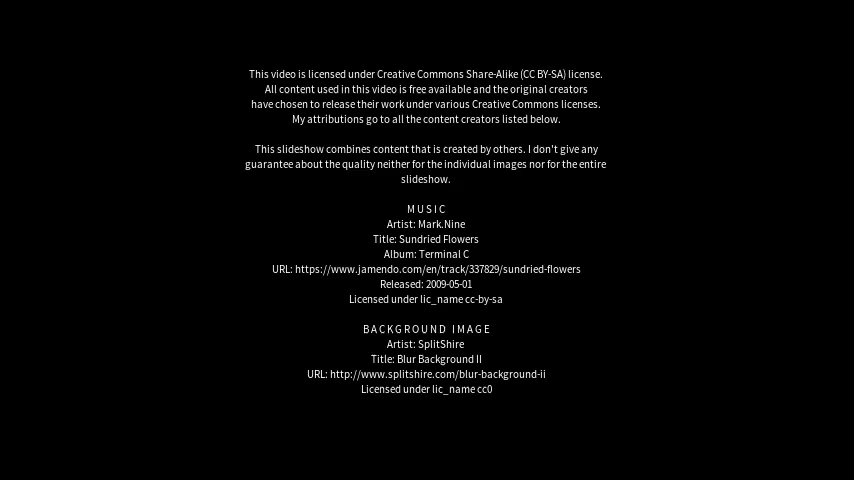 This video is licensed under Creative Commons Share-Alike (CC BY-SA) license.
All content used in this video is free available and the original creators
have chosen to release their work under various Creative Commons licenses.
My attributions go to all the content creators listed below.
This slideshow combines content that is created by others. I don't give any
guarantee about the quality neither for the individual images nor for the entire
slideshow.
MUSIC
Artist: Mark.Nine
Title: Sundried Flowers
Album: Terminal C
URL: https://www.jamendo.com/en/track/337829/sundried-flowers
Released: 2009-05-01
Licensed under lic_name cc-by-sa
BACKGROUND IMAGE
Artist: SplitShire
Title: Blur Background II
URL: http://www.splitshire.com/blur-background-ii
Licensed under lic_name cc0